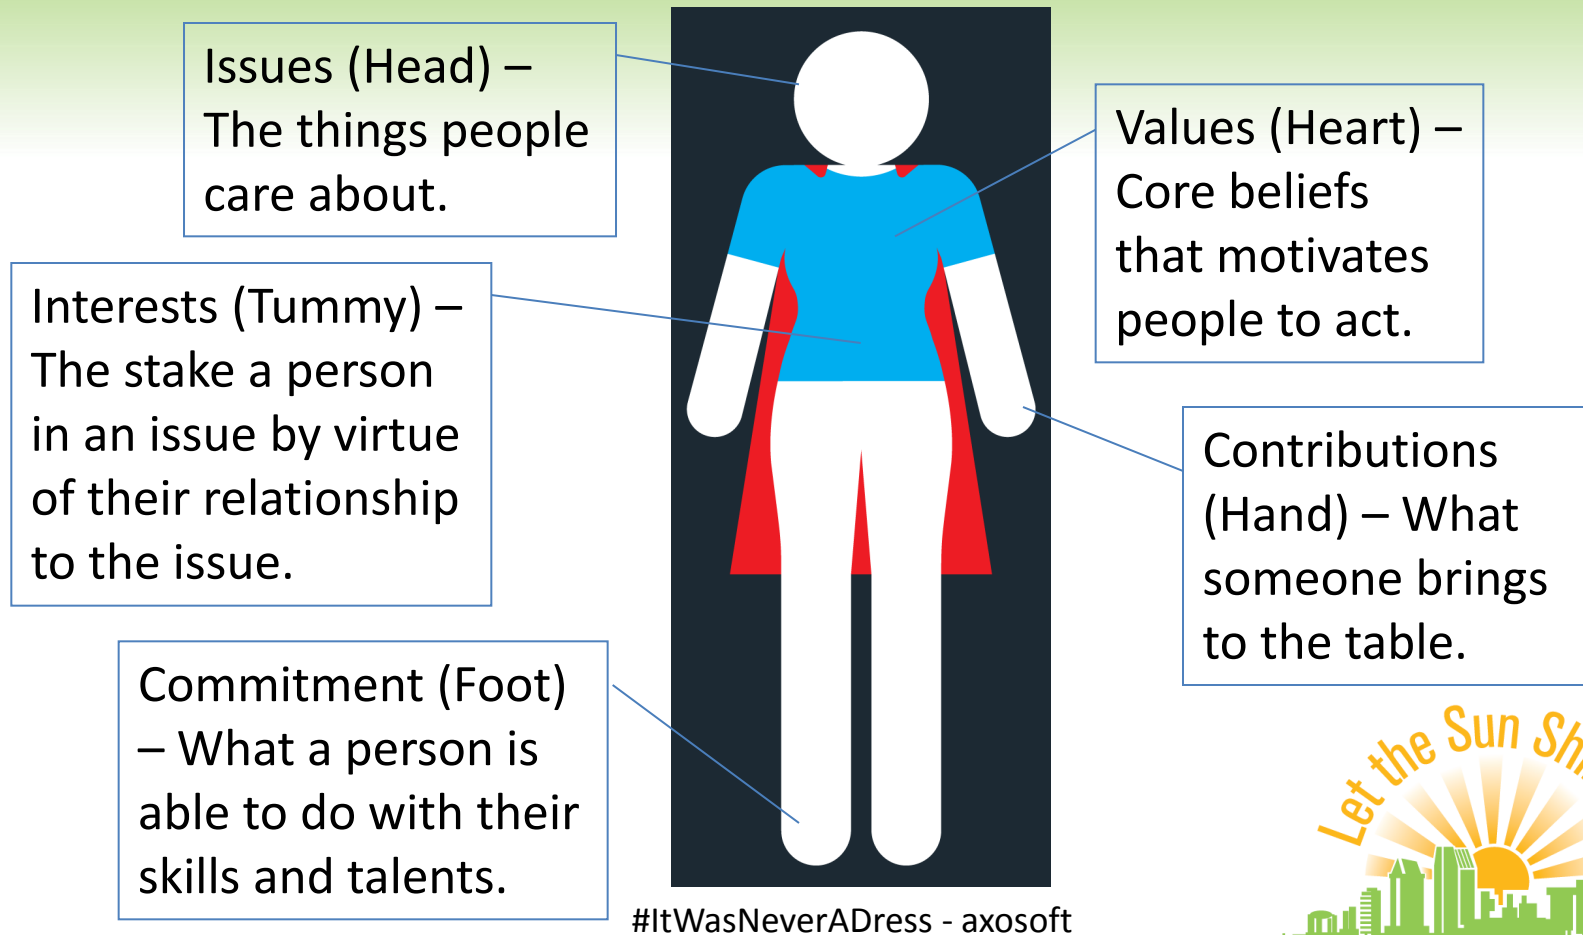 Issues (Head) –
The things people
care about.
Values (Heart) –
Core beliefs
that motivates
people to act.
Interests (Tummy) –
The stake a person
in an issue by virtue
of their relationship
to the issue.
Contributions
(Hand) – What
someone brings
to the table.
Commitment (Foot)
– What a person is
able to do with their
skills and talents.
#ItWasNeverADress - axosoft
Let the Sun